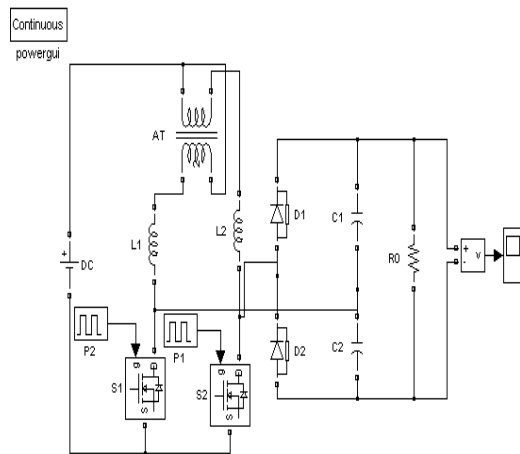 Continuous
powergui
AT
L1
L2
D1
C1
R0
+
-
v
+
DC
P2
P1
D2
C2
S1
g
D
S
S2
g
D
S